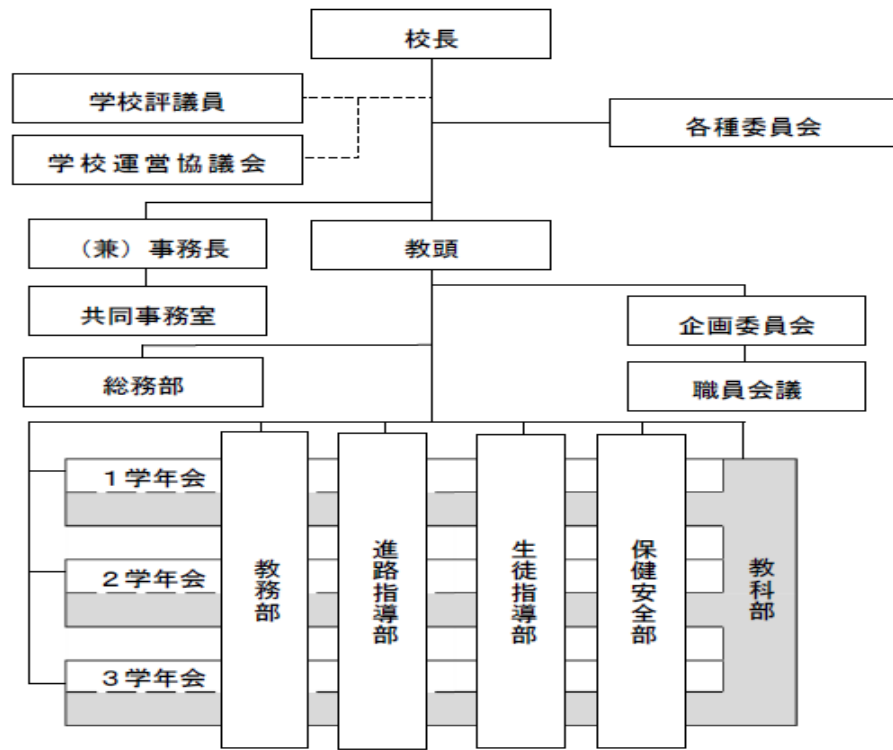 校長
学校評議員
各種委員会
学校運営協議会
（兼）事務長
教頭
共同事務室
企画委員会
総務部
職員会議
1学年会
2学年会
3学年会
教務部
進路指導部
生徒指導部
保健安全部
教科部